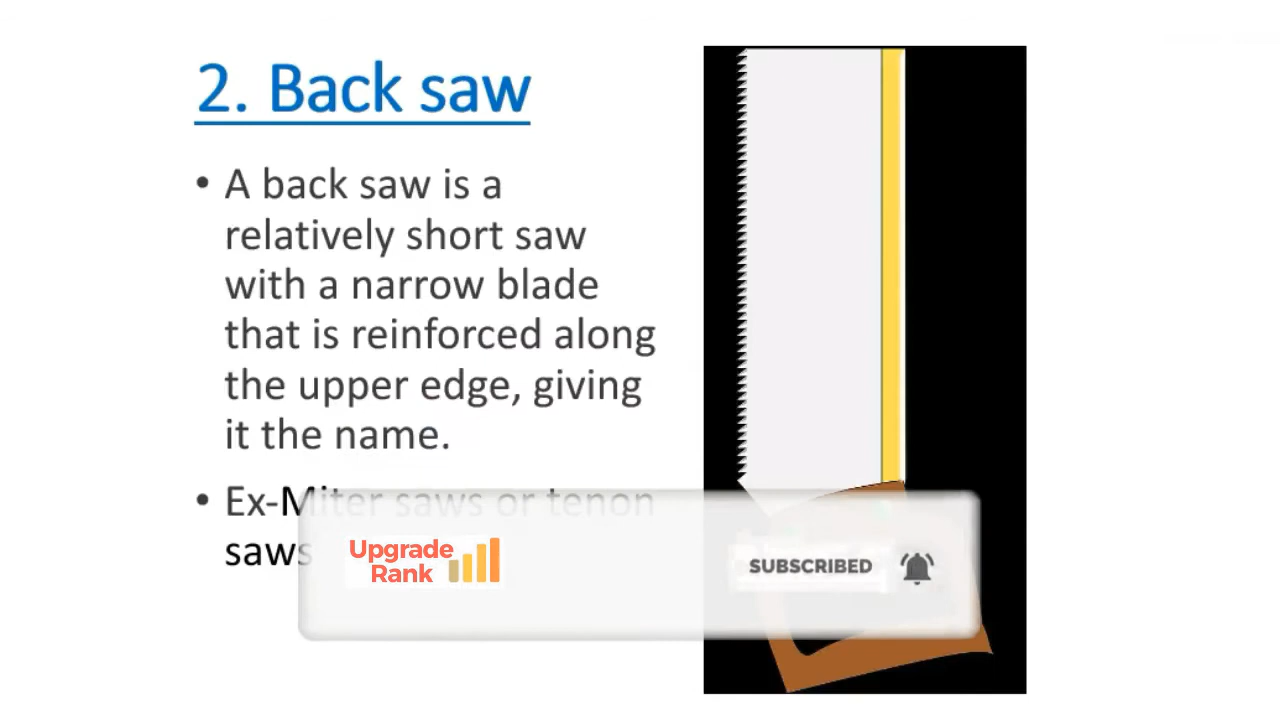 2. Back saw
• A back saw is a
relatively short saw
with a narrow blade
that is reinforced along
the upper edge, giving
it the name.
• Ex-Miter saws or tenon
saws
Upgrade
Rank
SUBSCRIBED